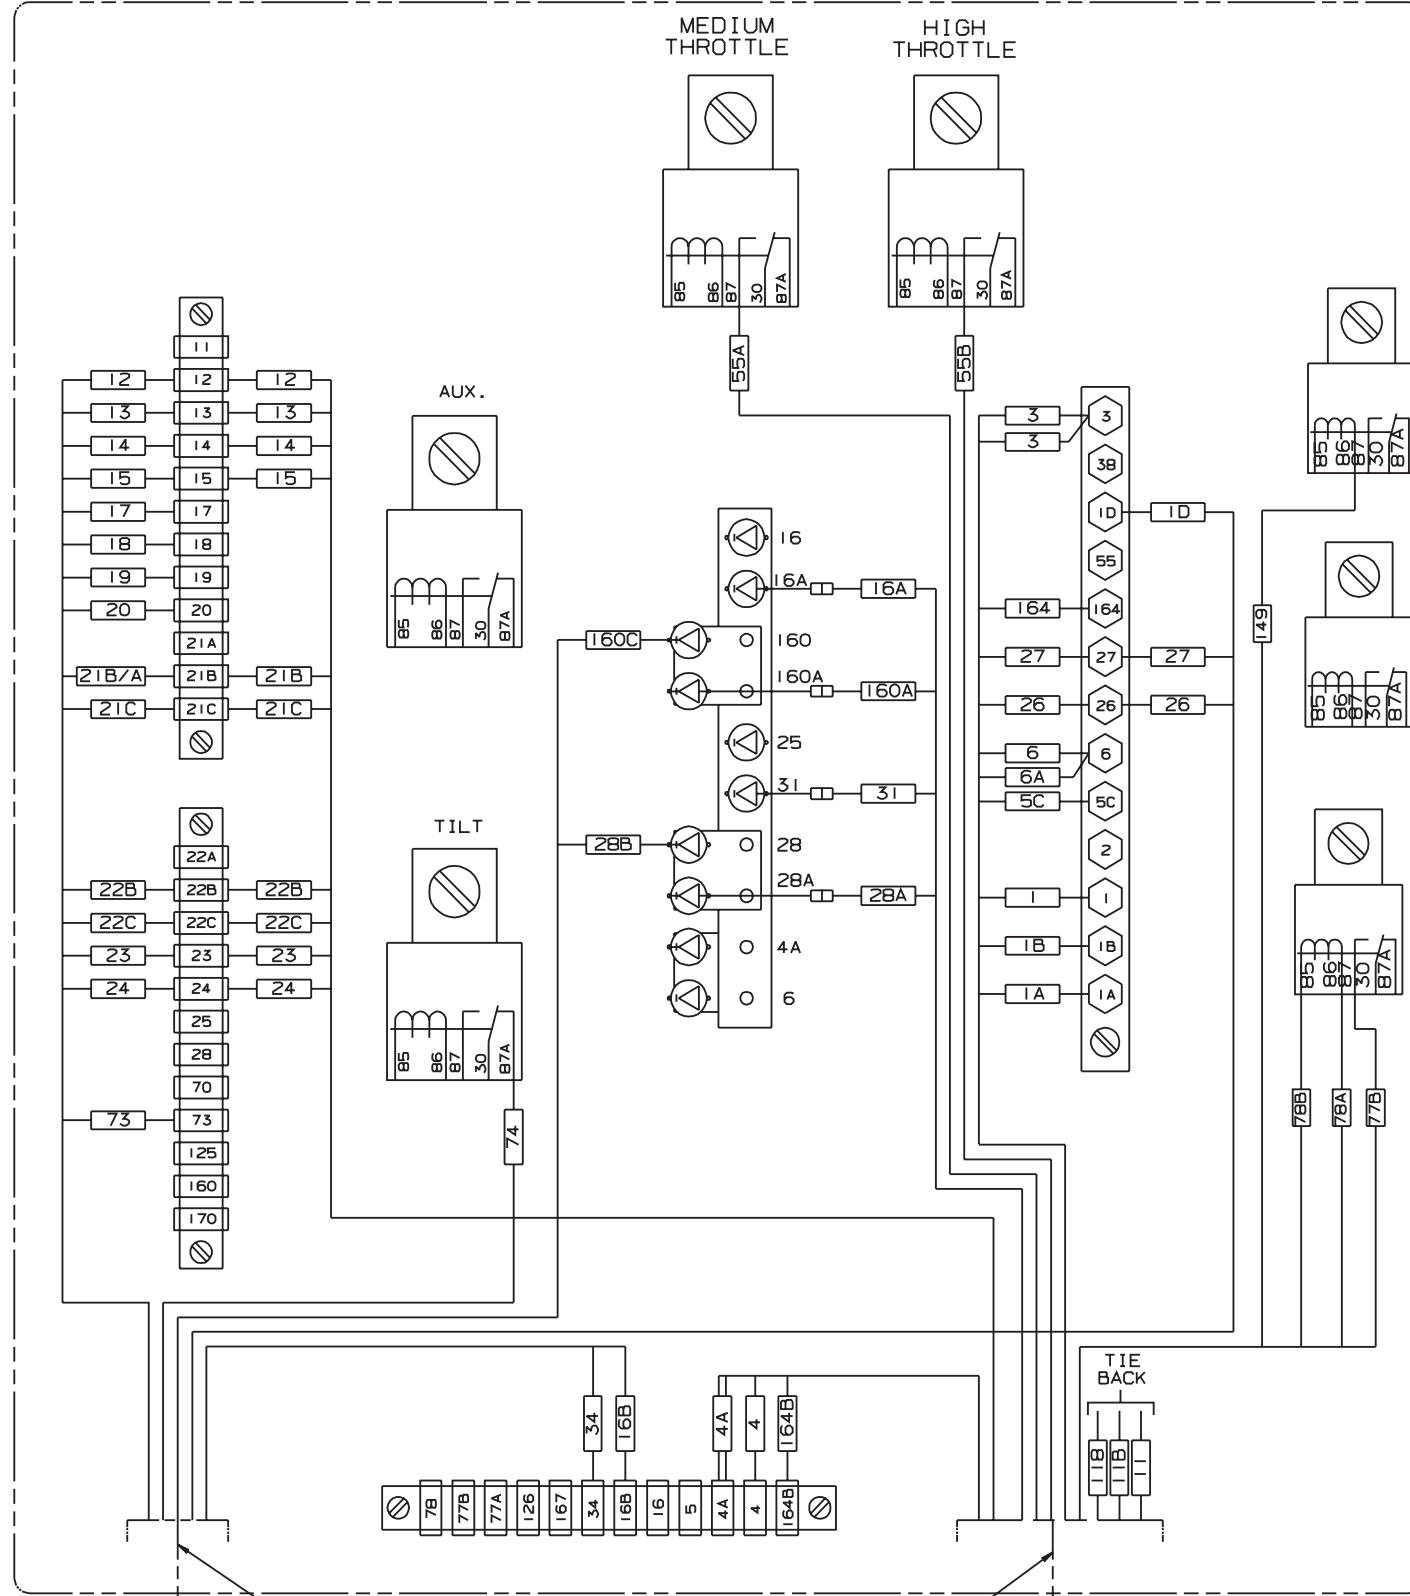 MEDIUM
THROTTLE
HIGH
THROTTLE
85 86 87 30 87A
85 86 87 30 87A
55A
55B
11
12 12 12
13 13 13
14 14 14
15 15 15
17 17
18 18
19 19
20 20
21A
21B/A 21B 21B
21C 21C 21C
22A
22B 22B 22B
22C 22C 22C
23 23 23
24 24 24
25
28
70
73 73
125
160
170
AUX.
85 86 87 30 87A
TILT
85 86 87 30 87A
74
16
16A 16A
160C 160
160A 160A
25
31 31
28B 28
28A 28A
4A
6
3 3
3
38
1D 1D
55
164 164
27 27 27
26 26 26
6 6
6A
5C 5C
2
1 1
1B 1B
1A 1A
85 86 87 30 87A
149
85 86 87 30 87A
85 86 87 30 87A
78B 78A 77B
34 16B 4A 4 164B
78 77B 77A 126 167 34 16B 16 5 4A 4 164B
TIE
BACK
118 11B 11